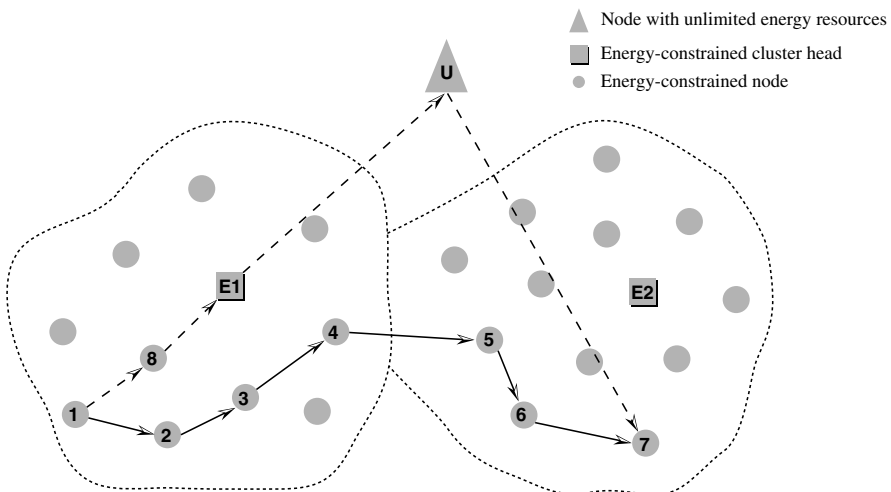 Node with unlimited energy resources
Energy-constrained cluster head
Energy-constrained node
U
E1
E2
4
5
8
3
1
2
6
7